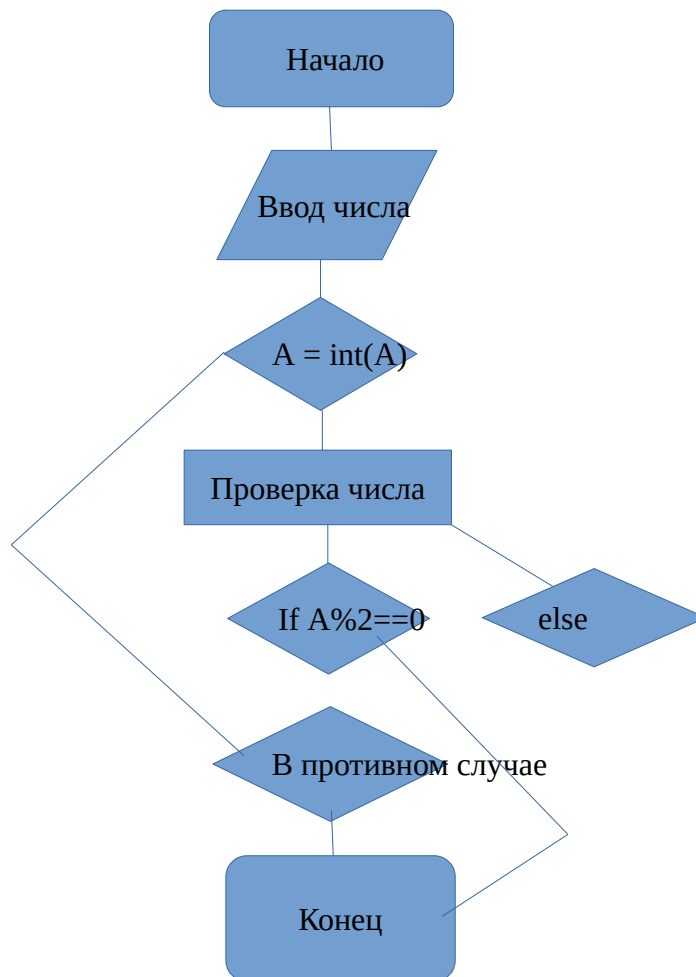 Начало
Ввод числа
A = int(A)
Проверка числа
If A%2==0
else
В противном случае
Конец